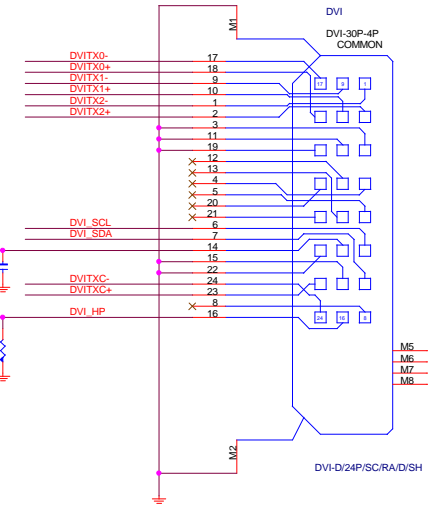 M1
DVI
DVI-30P-4P
COMMON
DVITX0- 17
DVITX0+ 18
DVITX1- 9
DVITX1+ 10
DVITX2- 1
DVITX2+ 2
3
11
19
12
13
4
5
20
21
DVI_SCL 6
DVI_SDA 7
14
15
22
DVITXC- 24
DVITXC+ 23
8
DVI_HP 16
17 9 1
24 16 8
M5
M6
M7
M8
M2
DVI-D/24P/SC/RA/D/SH